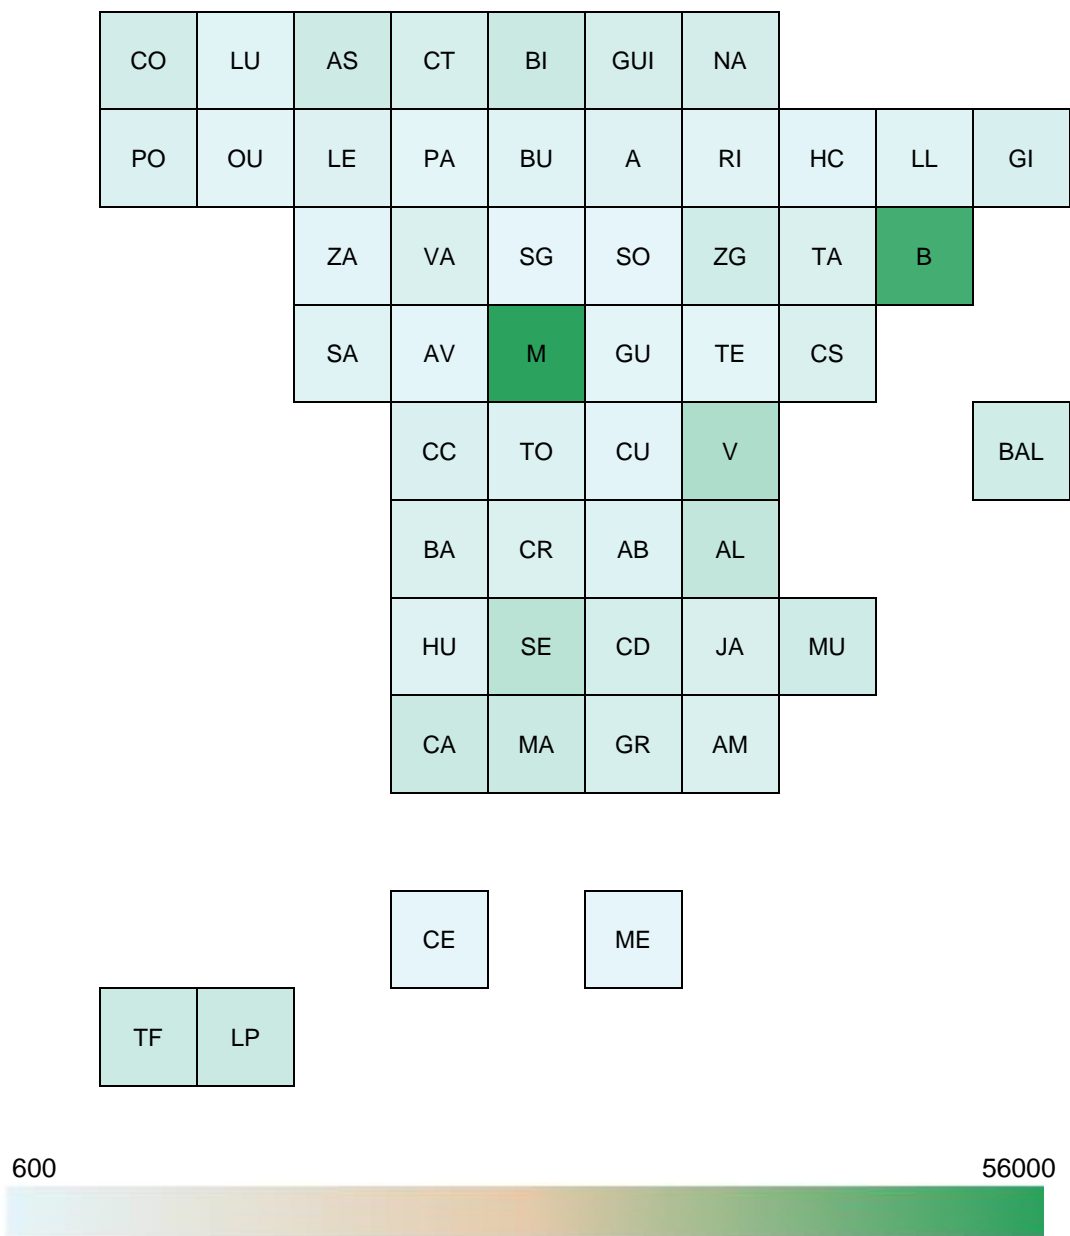 CO LU AS CT BI GUI NA
PO OU LE PA BU A RI HC LL GI
ZA VA SG SO ZG TA B
SA AV M GU TE CS
CC TO CU V BAL
BA CR AB AL
HU SE CD JA MU
CA MA GR AM
CE ME
TF LP
600 56000